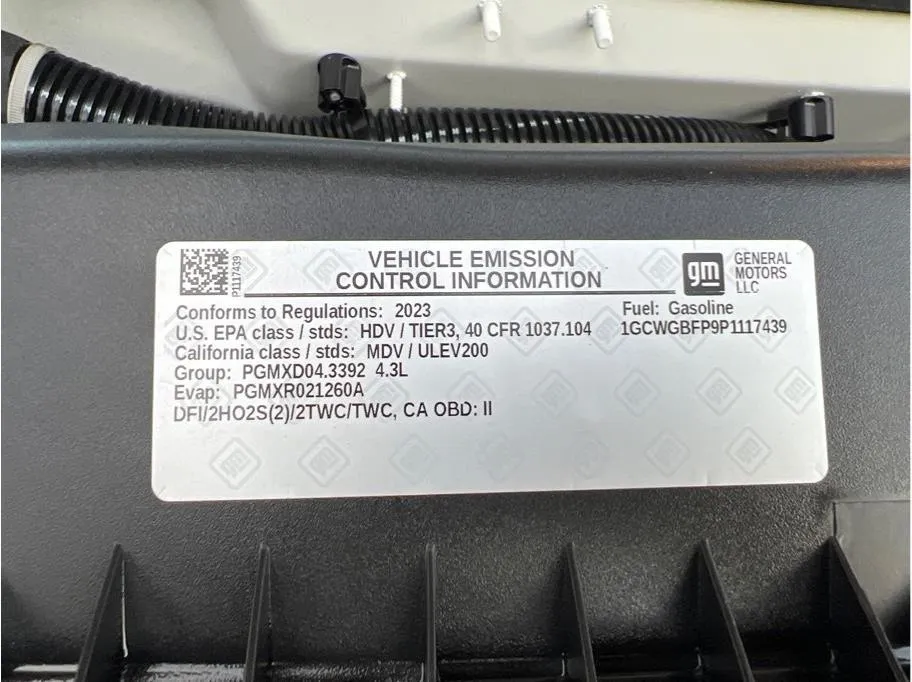 P1117439
VEHICLE EMISSION
CONTROL INFORMATION
gm
GENERAL
MOTORS
LLC
Conforms to Regulations: 2023
Fuel: Gasoline
U.S. EPA class / stds: HDV / TIER3, 40 CFR 1037.104
1GCWGBFP9P1117439
California class / stds: MDV / ULEV200
Group: PGMXD04.3392 4.3L
Evap: PGMXR021260A
DFI/2HO2S(2)/2TWC/TWC, CA OBD: II